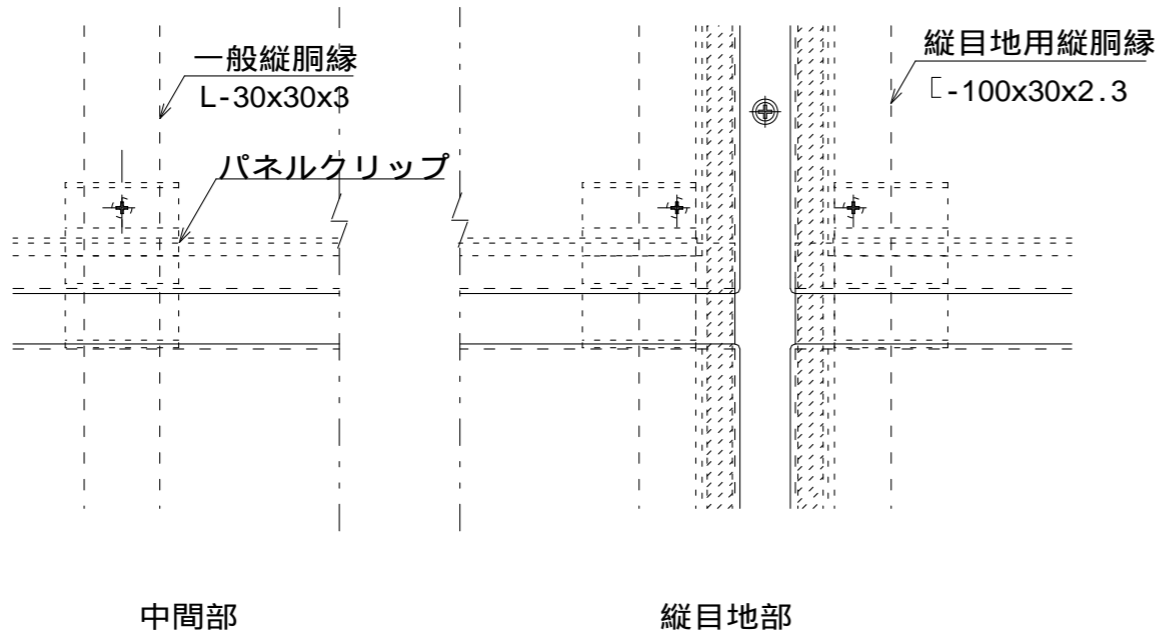 一般縦胴縁
L-30x30x3
パネルクリップ
縦目地用縦胴縁
[-100x30x2.3
中間部
縦目地部